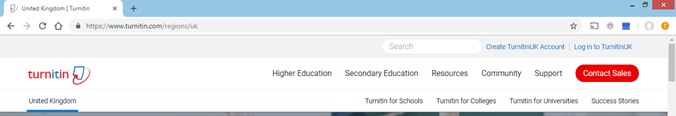 United Kingdom | Turnitin
https://www.turnitin.com/regions/uk
Search Create TurnitinUK Account | Log in to TurnitinUK
turnitin Higher Education Secondary Education Resources Community Support Contact Sales
United Kingdom Turnitin for Schools Turnitin for Colleges Turnitin for Universities Success Stories